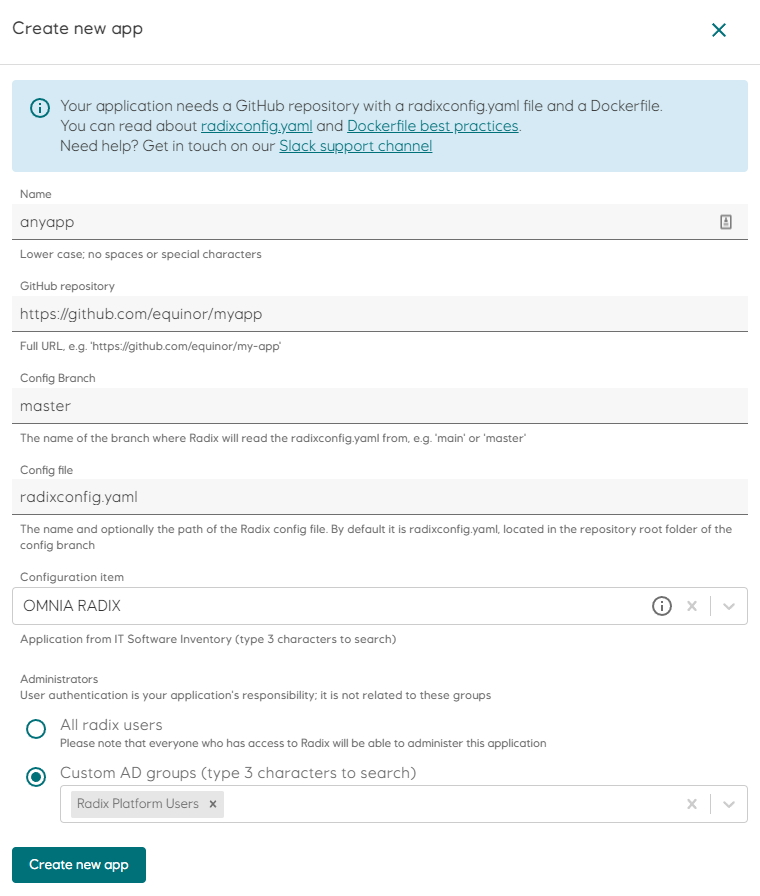 Create new app
Your application needs a GitHub repository with a radixconfig.yaml file and a Dockerfile.
You can read about radixconfig.yaml and Dockerfile best practices.
Need help? Get in touch on our Slack support channel
Name
anyapp
Lower case; no spaces or special characters
GitHub repository
https://github.com/equinor/myapp
Full URL, e.g. 'https://github.com/equinor/my-app'
Config Branch
master
The name of the branch where Radix will read the radixconfig.yaml from, e.g. 'main' or 'master'
Config file
radixconfig.yaml
The name and optionally the path of the Radix config file. By default it is radixconfig.yaml, located in the repository root folder of the
config branch
Configuration item
OMNIA RADIX
Application from IT Software Inventory (type 3 characters to search)
Administrators
User authentication is your application's responsibility; it is not related to these groups
All radix users
Please note that everyone who has access to Radix will be able to administer this application
Custom AD groups (type 3 characters to search)
Radix Platform Users
Create new app